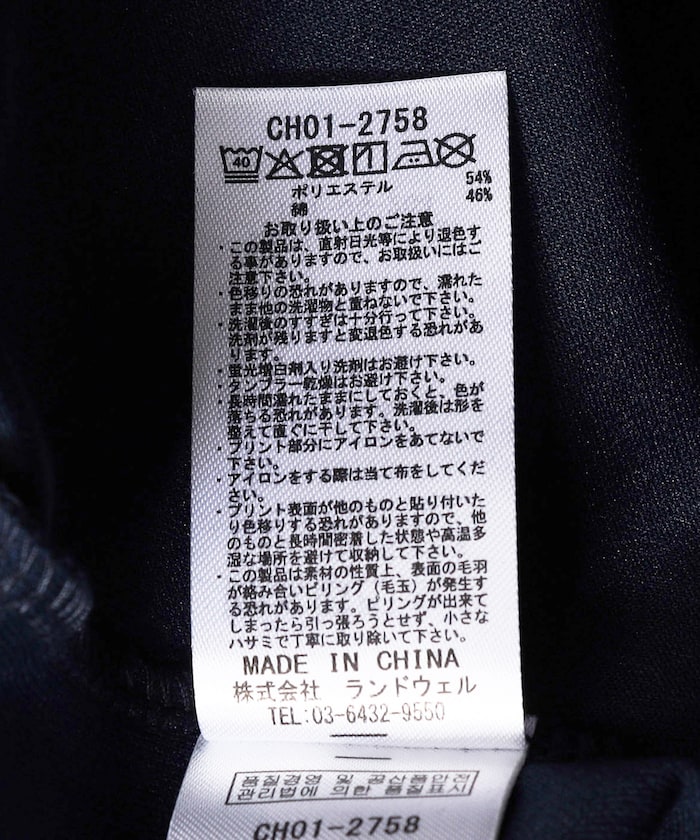 CH01-2758
40
ポリエステル 54%
綿 46%
お取り扱い上のご注意
・この製品は、直射日光等により退色す
る事がありますので、お取扱いにはご
注意下さい。
・色移りの恐れがありますので、濡れた
まま他の洗濯物と重ねないで下さい。
・洗濯後のすすぎは十分行って下さい。
洗剤が残りますと変退色する恐れがあ
ります。
・蛍光増白剤入り洗剤はお避け下さい。
・タンブラー乾燥はお避け下さい。
・長時間濡れたままにしておくと、色が
落ちる恐れがあります。洗濯後は形を
整えて直ぐに干して下さい。
・プリント部分にアイロンをあてないで
下さい。
・アイロンをする際は当て布をしてくだ
さい。
・プリント表面が他のものと貼り付いた
り色移りする恐れがありますので、他
のものと長時間密着した状態や高温多
湿な場所を避けて収納して下さい。
・この製品は素材の性質上、表面の毛羽
が絡み合いピリング（毛玉）が発生す
る恐れがあります。ピリングが出来て
しまったら引っ張ろうとせず、小さな
ハサミで丁寧に取り除いて下さい。
MADE IN CHINA
株式会社 ランドウェル
TEL:03-6432-9550
품질경영 및 공산품안전
관리법에 의한 품질표시
CH01-2758